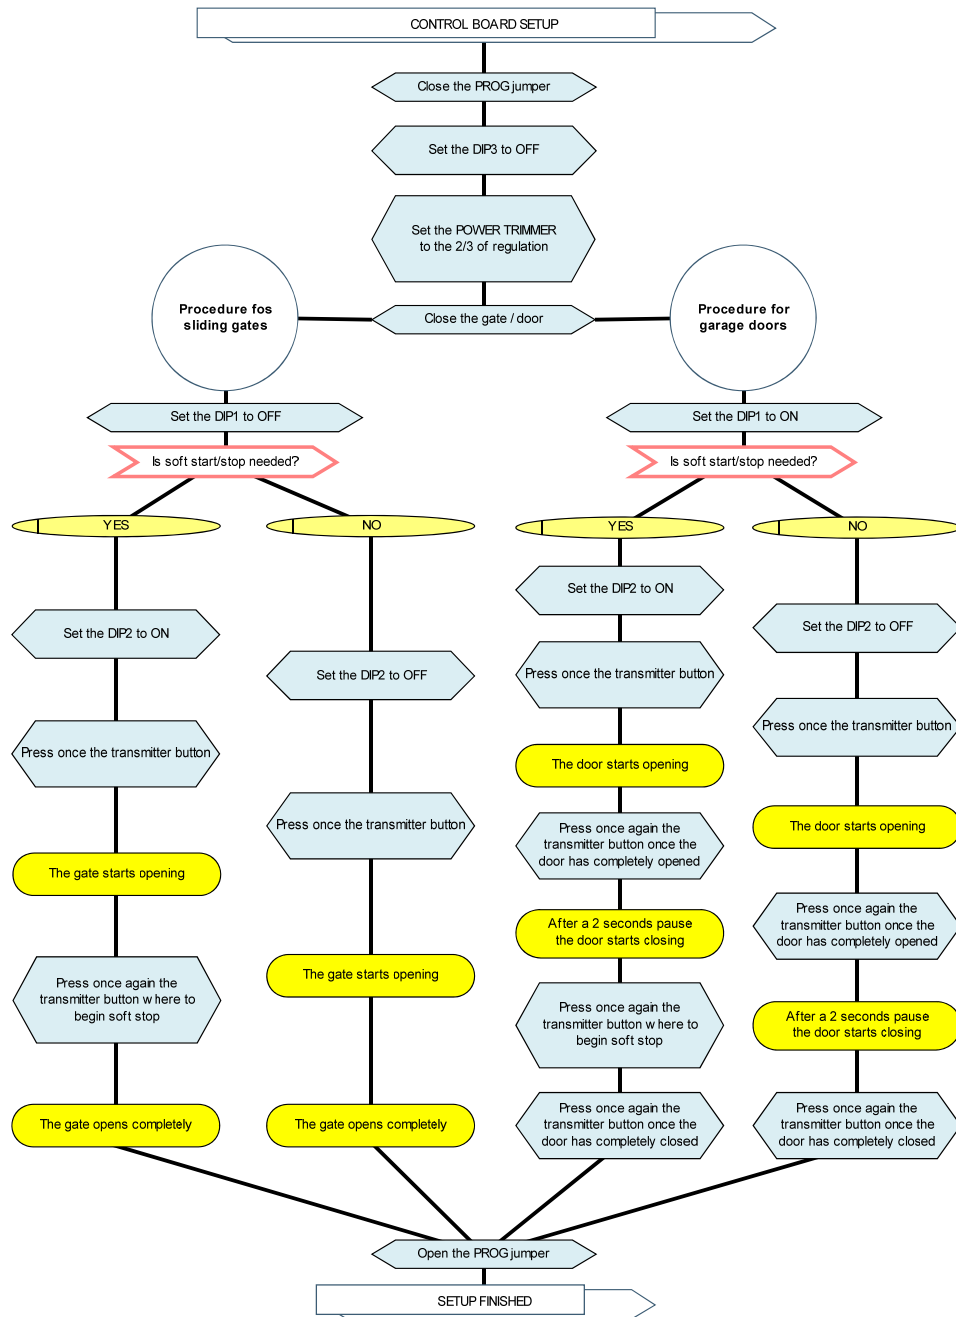 CONTROL BOARD SETUP
Close the PROG jumper
Set the DIP3 to OFF
Set the POWER TRIMMER
to the 2/3 of regulation
Close the gate / door
Procedure fos
sliding gates
Procedure for
garage doors
Set the DIP1 to OFF
Is soft start/stop needed?
YES
NO
Set the DIP2 to ON
Press once the transmitter button
The gate starts opening
Press once again the
transmitter button where to
begin soft stop
The gate opens completely
Set the DIP2 to OFF
Press once the transmitter button
The gate starts opening
The gate opens completely
Set the DIP1 to ON
Is soft start/stop needed?
YES
NO
Set the DIP2 to ON
Press once the transmitter button
The door starts opening
Press once again the
transmitter button once the
door has completely opened
After a 2 seconds pause
the door starts closing
Press once again the
transmitter button where to
begin soft stop
Press once again the
transmitter button once the
door has completely closed
Set the DIP2 to OFF
Press once the transmitter button
The door starts opening
Press once again the
transmitter button once the
door has completely opened
After a 2 seconds pause
the door starts closing
Press once again the
transmitter button once the
door has completely closed
Open the PROG jumper
SETUP FINISHED